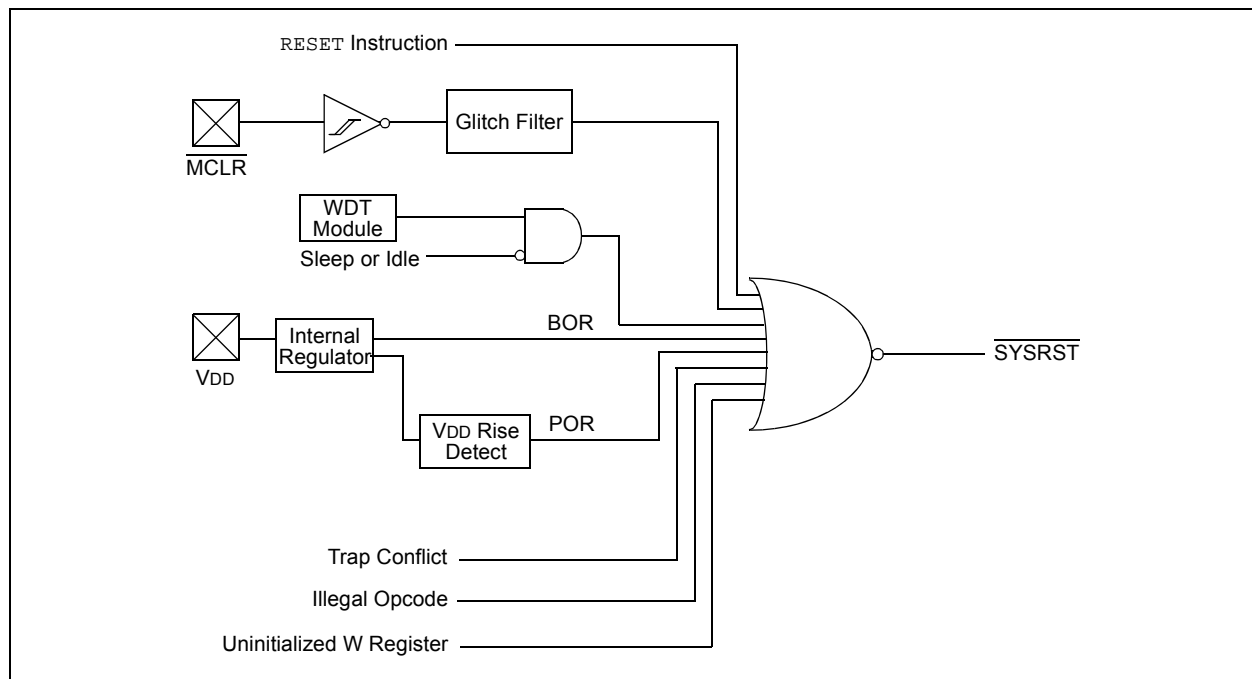 RESET Instruction
Glitch Filter
MCLR
WDT
Module
Sleep or Idle
BOR
Internal
Regulator
VDD
SYSRST
POR
VDD Rise
Detect
Trap Conflict
Illegal Opcode
Uninitialized W Register